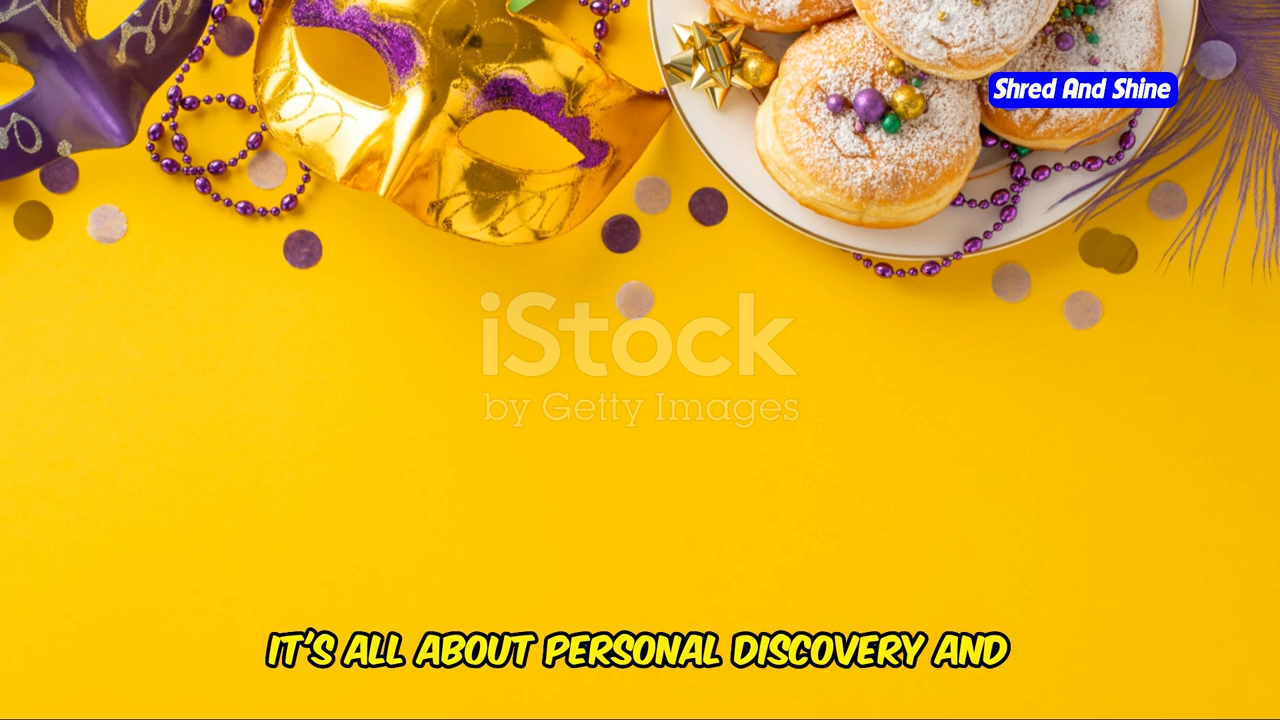 Shred And Shine
iStock
by Getty Images
IT'S ALL ABOUT PERSONAL DISCOVERY AND